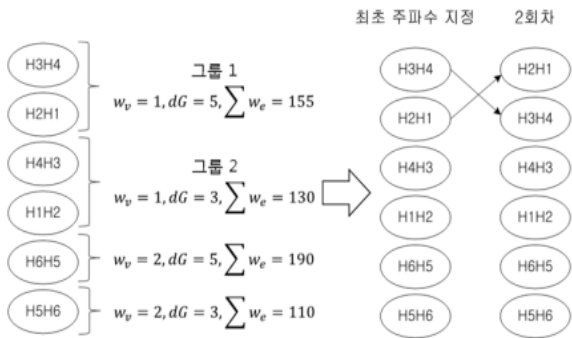 최초 주파수 지정 2회차
H3H4
H2H1
그룹 1
w_v = 1, dG = 5, ∑ w_e = 155
H4H3
H1H2
그룹 2
w_v = 1, dG = 3, ∑ w_e = 130
H6H5
w_v = 2, dG = 5, ∑ w_e = 190
H5H6
w_v = 2, dG = 3, ∑ w_e = 110
H3H4 H2H1
H2H1 H3H4
H4H3 H4H3
H1H2 H1H2
H6H5 H6H5
H5H6 H5H6